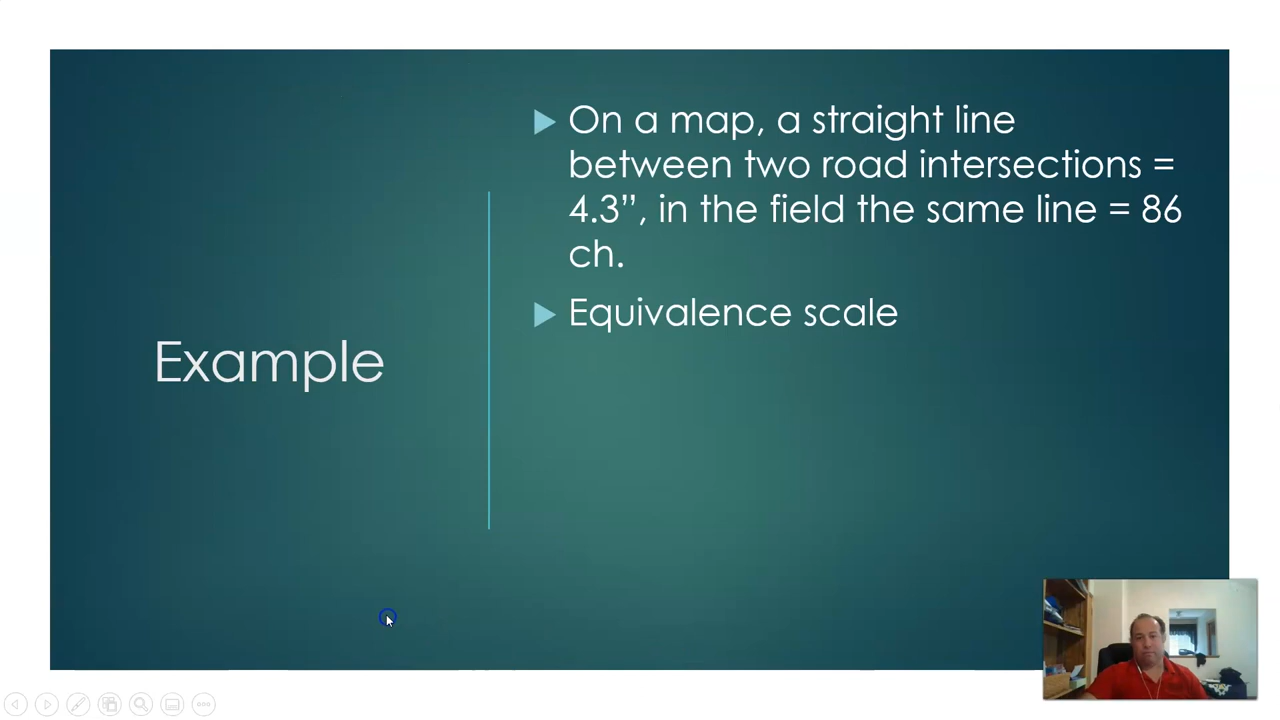 On a map, a straight line
between two road intersections =
4.3”, in the field the same line = 86
ch.
Equivalence scale
Example